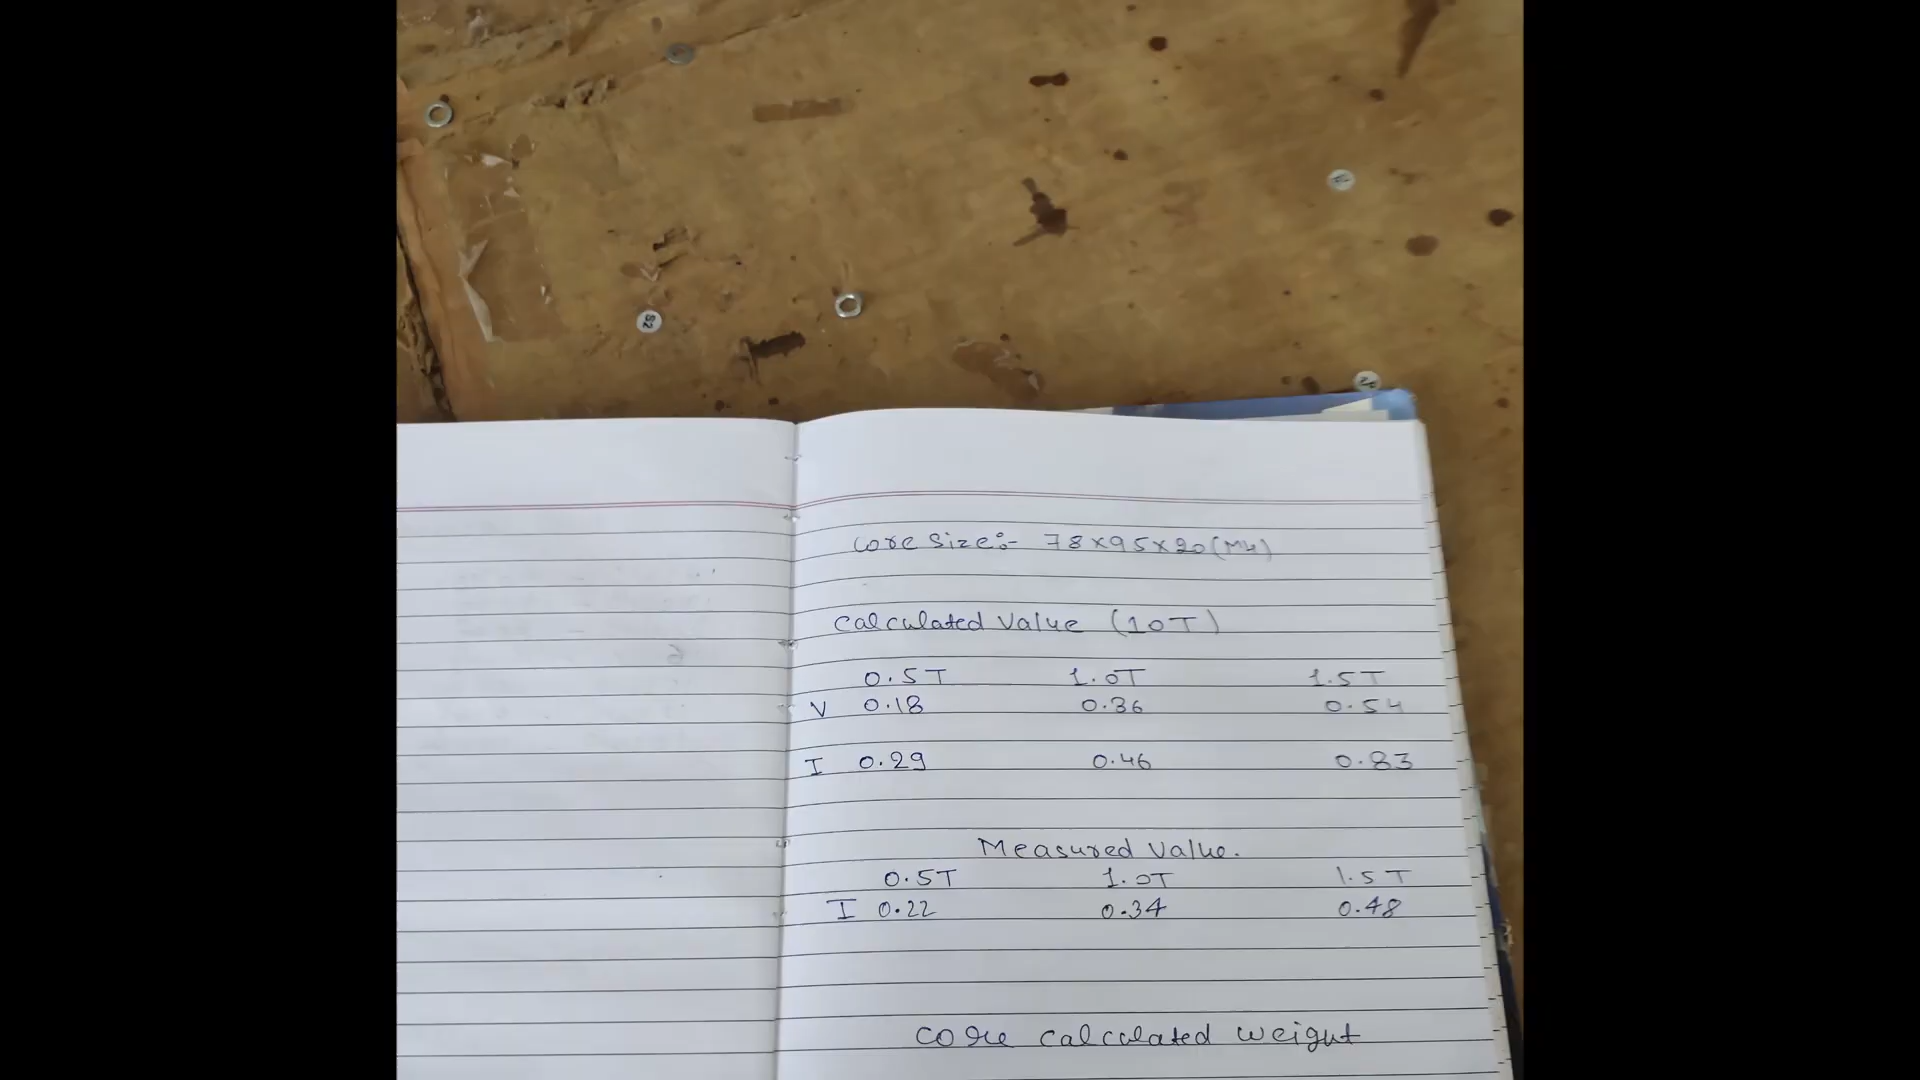 S2
Core Size:- 78x95x20(M4)
Calculated Value (10T)
0.5T 1.0T 1.5T
V 0.18 0.36 0.54
I 0.29 0.46 0.83
Measured Value.
0.5T 1.0T 1.5T
I 0.22 0.34 0.48
Core calculated weight